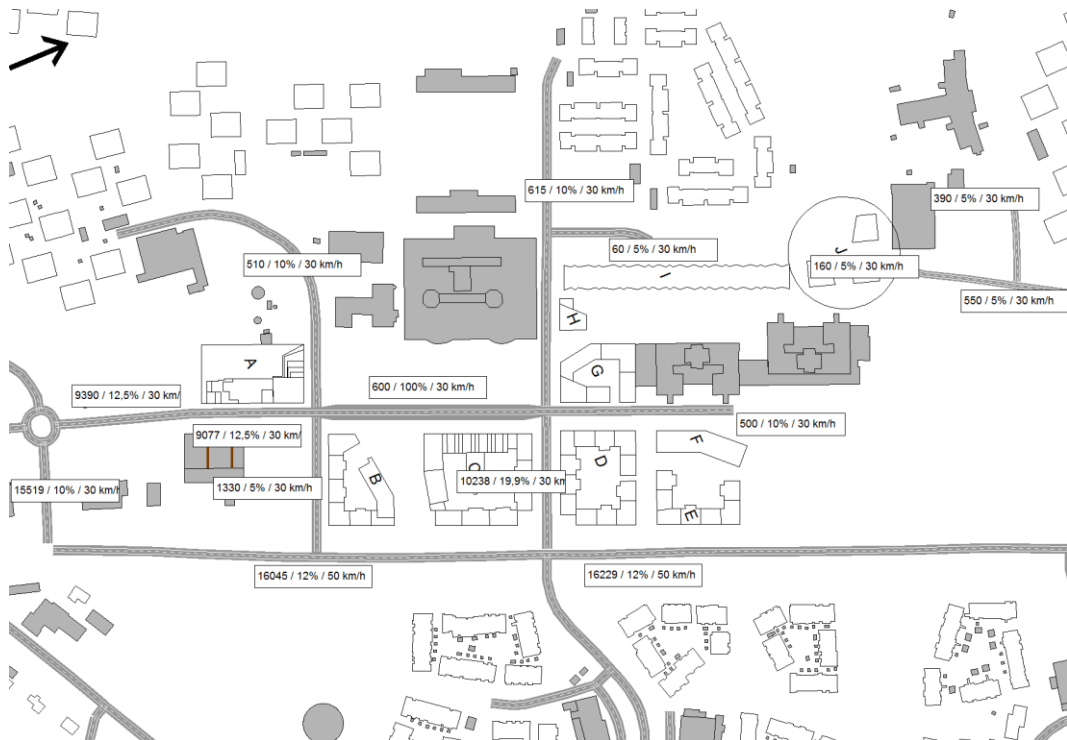 615 / 10% / 30 km/h
390 / 5% / 30 km/h
60 / 5% / 30 km/h
J
510 / 10% / 30 km/h
160 / 5% / 30 km/h
I
550 / 5% / 30 km/h
H
A
G
600 / 100% / 30 km/h
9390 / 12,5% / 30 km/
500 / 10% / 30 km/h
9077 / 12,5% / 30 km/
F
D
B
10238 / 19,9% / 30 km
15519 / 10% / 30 km/h
1330 / 5% / 30 km/h
E
16045 / 12% / 50 km/h
16229 / 12% / 50 km/h